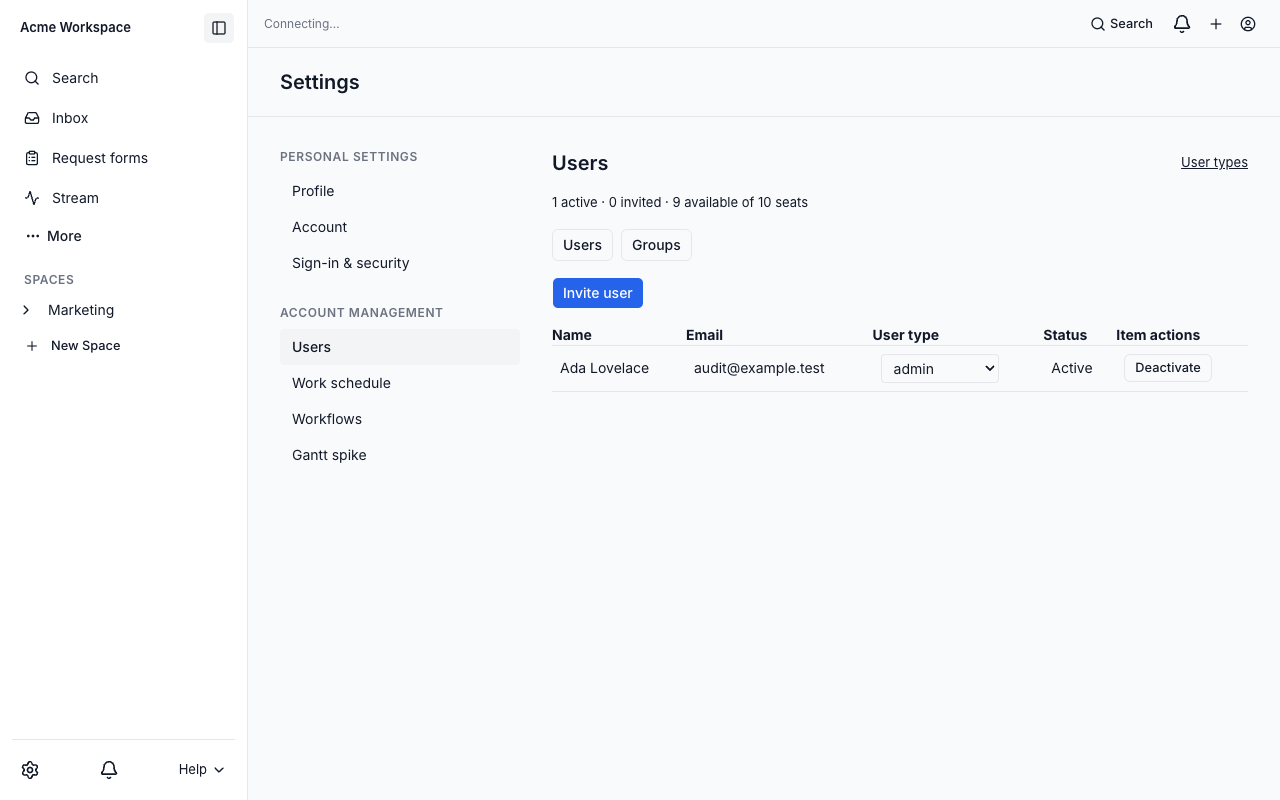 Acme Workspace
Search
Inbox
Request forms
Stream
More
SPACES
Marketing
New Space
Help
Connecting...
Search
Settings
PERSONAL SETTINGS
Profile
Account
Sign-in & security
ACCOUNT MANAGEMENT
Users
Work schedule
Workflows
Gantt spike
Users
User types
1 active · 0 invited · 9 available of 10 seats
Users Groups
Invite user
Name Email User type Status Item actions
Ada Lovelace audit@example.test admin Active Deactivate